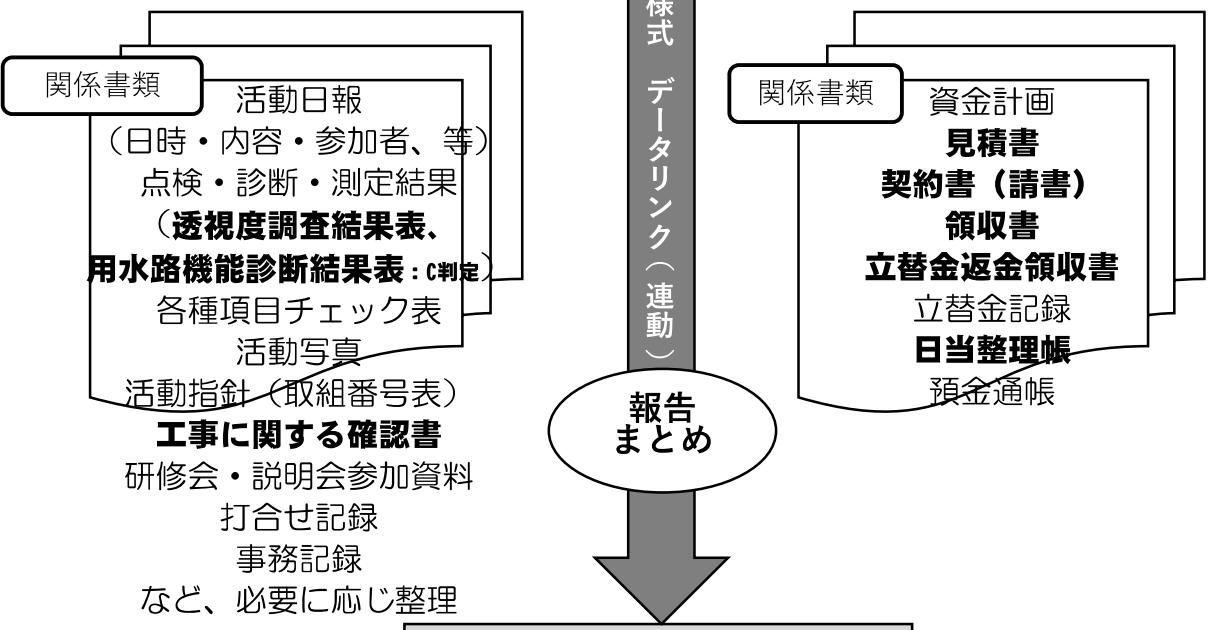 関係書類
活動日報
（日時・内容・参加者、等）
点検・診断・測定結果
（透視度調査結果表、
用水路機能診断結果表：C判定）
各種項目チェック表
活動写真
活動指針（取組番号表）
工事に関する確認書
研修会・説明会参加資料
打合せ記録
事務記録
など、必要に応じ整理
様式　データリンク（連動）
報告
まとめ
関係書類
資金計画
見積書
契約書（請書）
領収書
立替金返金領収書
立替金記録
日当整理帳
預金通帳